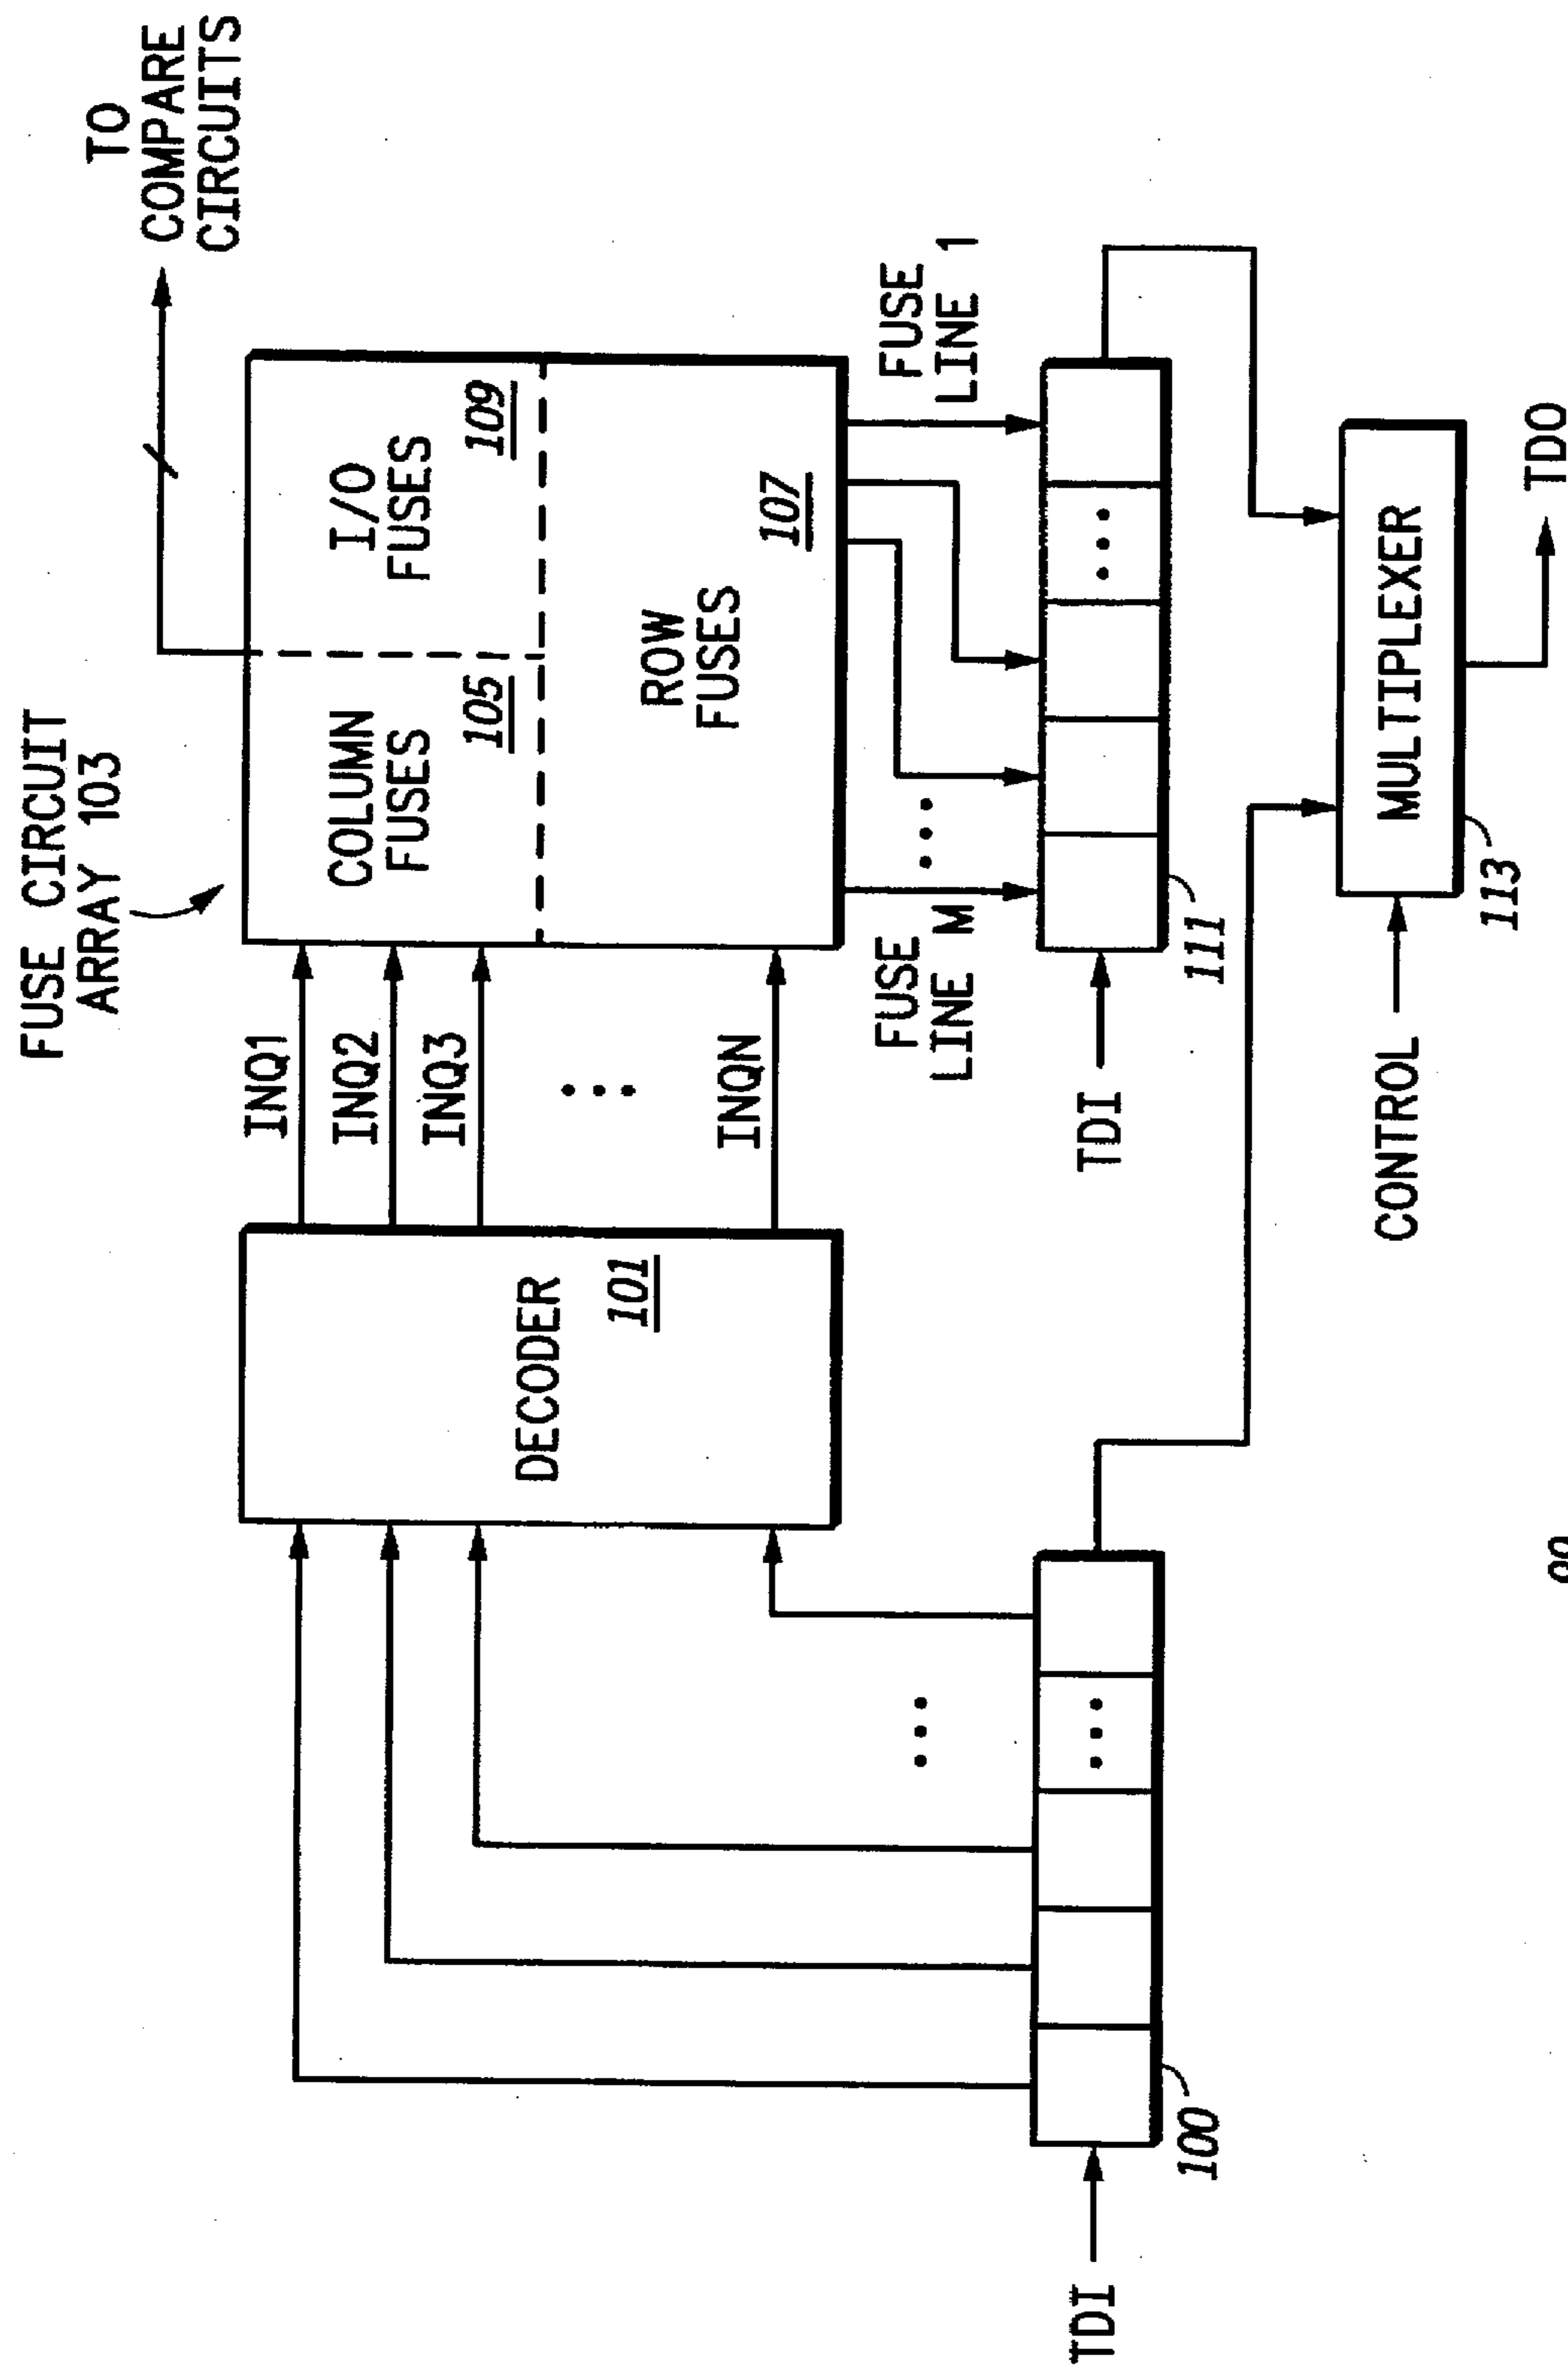 FUSE CIRCUIT
ARRAY 103
TO
COMPARE
CIRCUITS
INQ1
INQ2
INQ3
INQN
COLUMN
FUSES
105
I/O
FUSES
109
ROW
FUSES
107
DECODER
101
FUSE
LINE M
FUSE
LINE 1
TDI
100
TDI
111
CONTROL
MULTIPLEXER
113
TDO